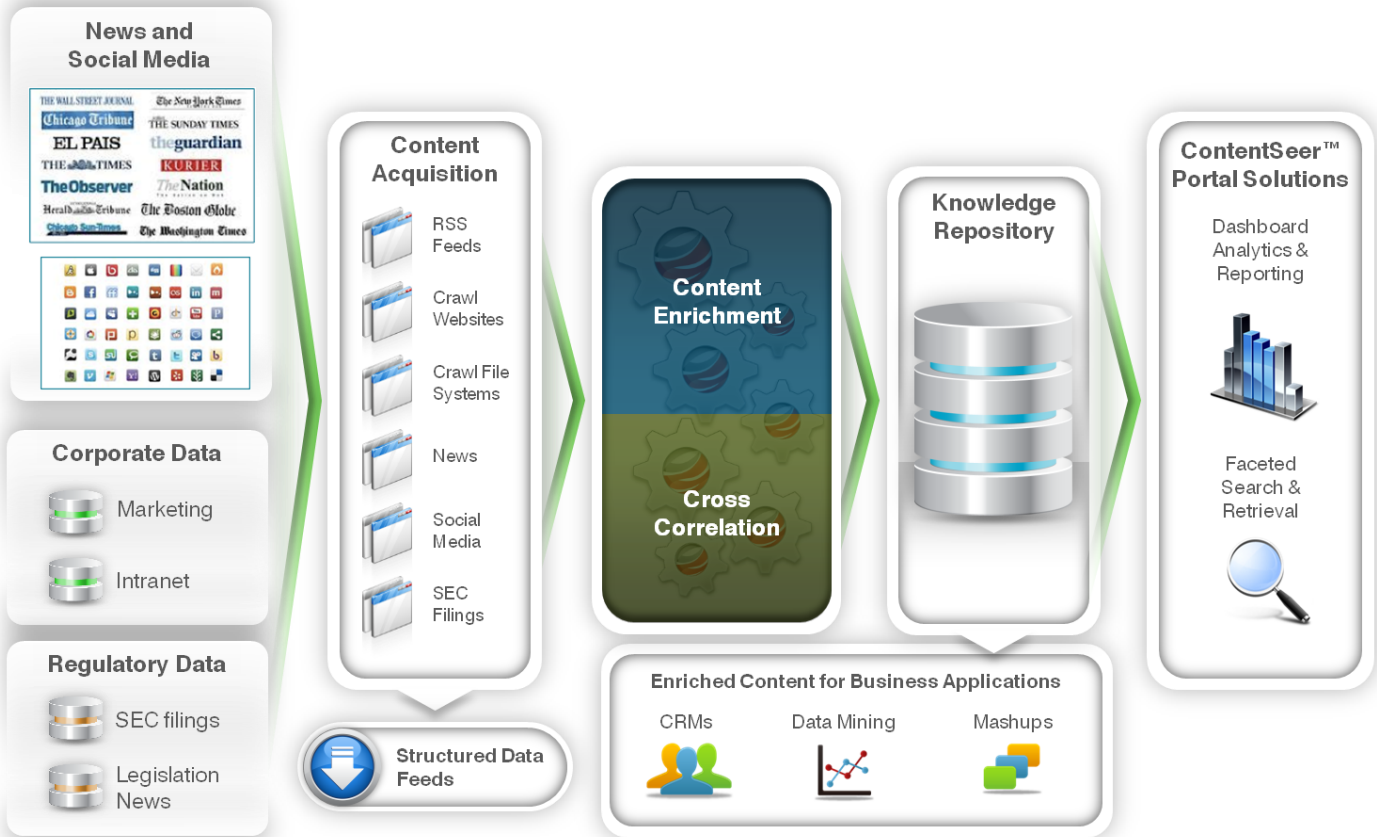 News and
Social Media
THE WALL STREET JOURNAL
The New York Times
Chicago Tribune
THE SUNDAY TIMES
EL PAIS
theguardian
THE TIMES
KURIER
TheObserver
The Nation
Herald Tribune
The Boston Globe
Chicago Sun-Times
The Washington Times
Corporate Data
Marketing
Intranet
Regulatory Data
SEC filings
Legislation
News
Content
Acquisition
RSS
Feeds
Crawl
Websites
Crawl File
Systems
News
Social
Media
SEC
Filings
Structured Data
Feeds
Content
Enrichment
Cross
Correlation
Knowledge
Repository
Enriched Content for Business Applications
CRMs
Data Mining
Mashups
ContentSeer™
Portal Solutions
Dashboard
Analytics &
Reporting
Faceted
Search &
Retrieval